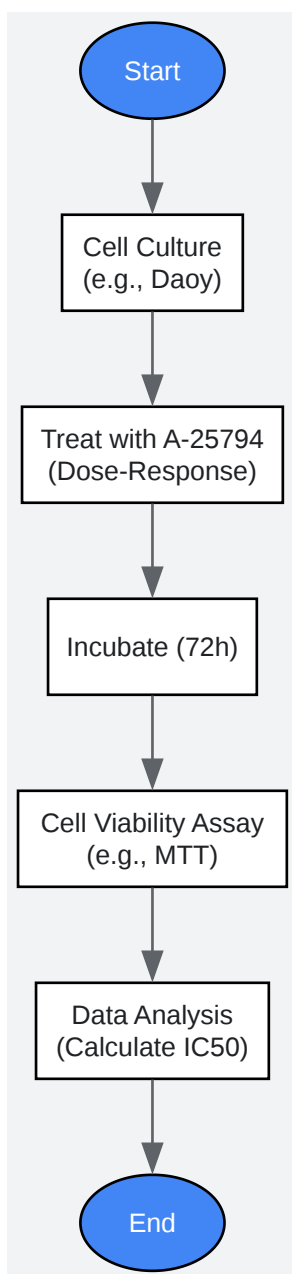 Start
Cell Culture
(e.g., Daoy)
Treat with A-25794
(Dose-Response)
Incubate (72h)
Cell Viability Assay
(e.g., MTT)
Data Analysis
(Calculate IC50)
End